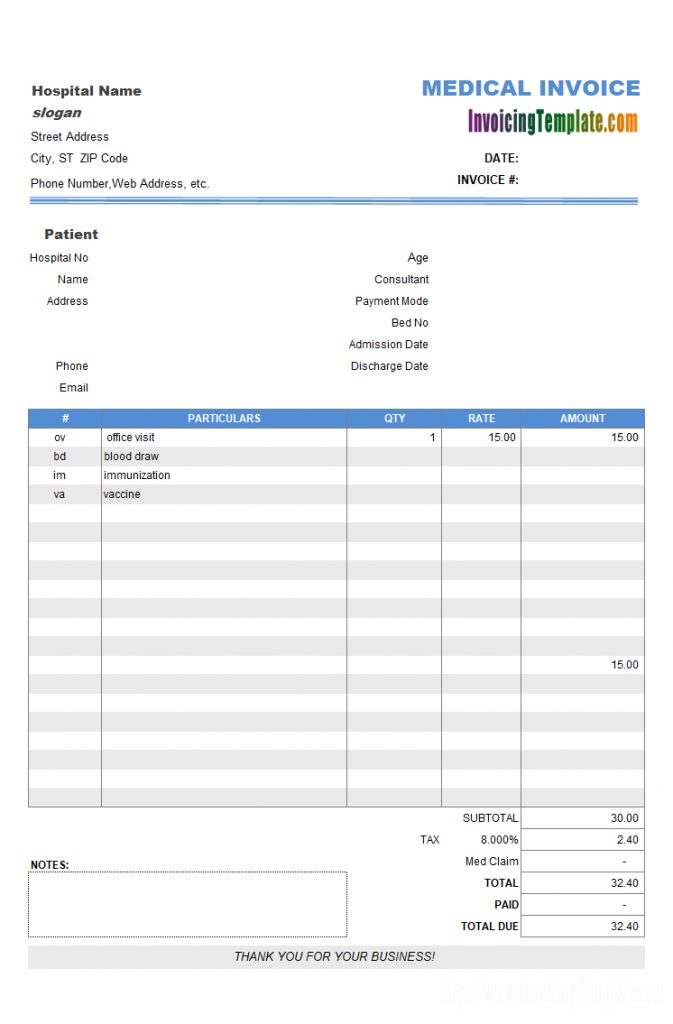 Hospital Name
MEDICAL INVOICE
slogan
InvoicingTemplate.com
Street Address
City, ST ZIP Code
DATE:
Phone Number,Web Address, etc.
INVOICE #:
Patient
Hospital No
Age
Name
Consultant
Address
Payment Mode
Bed No
Admission Date
Phone
Discharge Date
Email
# PARTICULARS QTY RATE AMOUNT
ov office visit 1 15.00 15.00
bd blood draw
im immunization
va vaccine
15.00
SUBTOTAL 30.00
TAX 8.000% 2.40
Med Claim -
NOTES:
TOTAL 32.40
PAID -
TOTAL DUE 32.40
THANK YOU FOR YOUR BUSINESS!
http://www.InvoicingTemplate.com